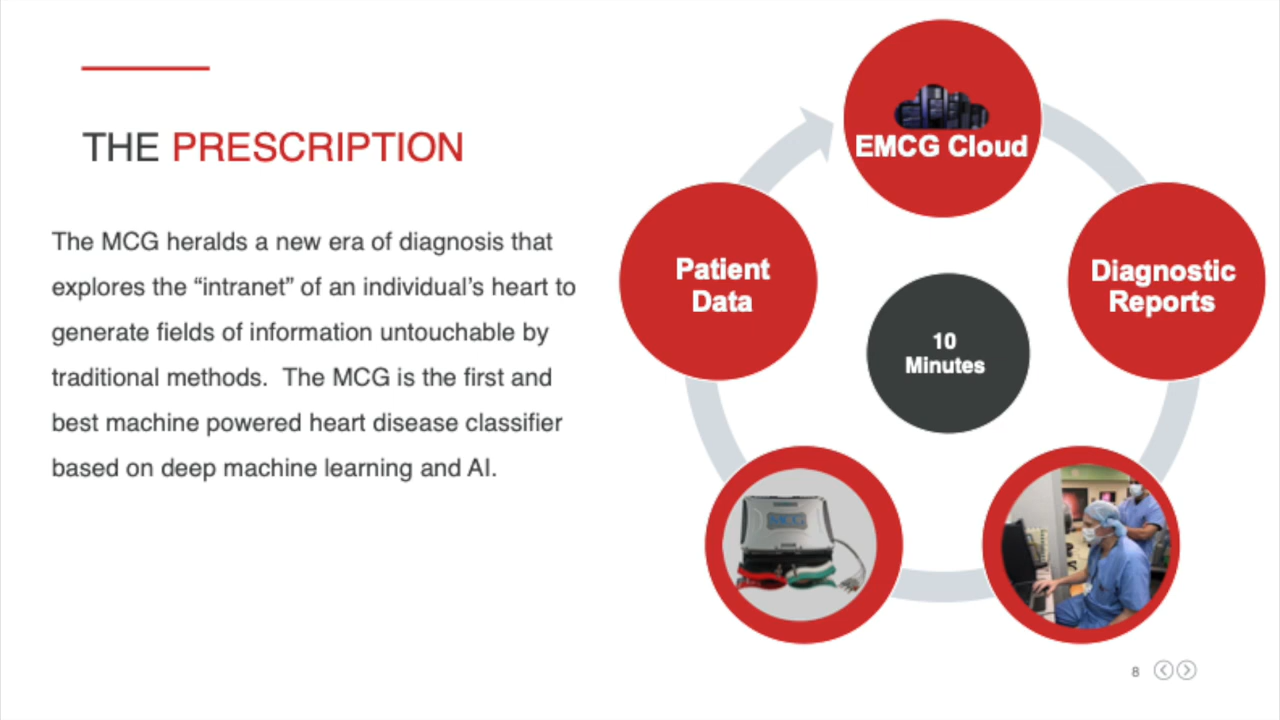 THE PRESCRIPTION
The MCG heralds a new era of diagnosis that
explores the “intranet” of an individual’s heart to
generate fields of information untouchable by
traditional methods.  The MCG is the first and
best machine powered heart disease classifier
based on deep machine learning and AI.
EMCG Cloud
Patient
Data
Diagnostic
Reports
10
Minutes
MCG
8